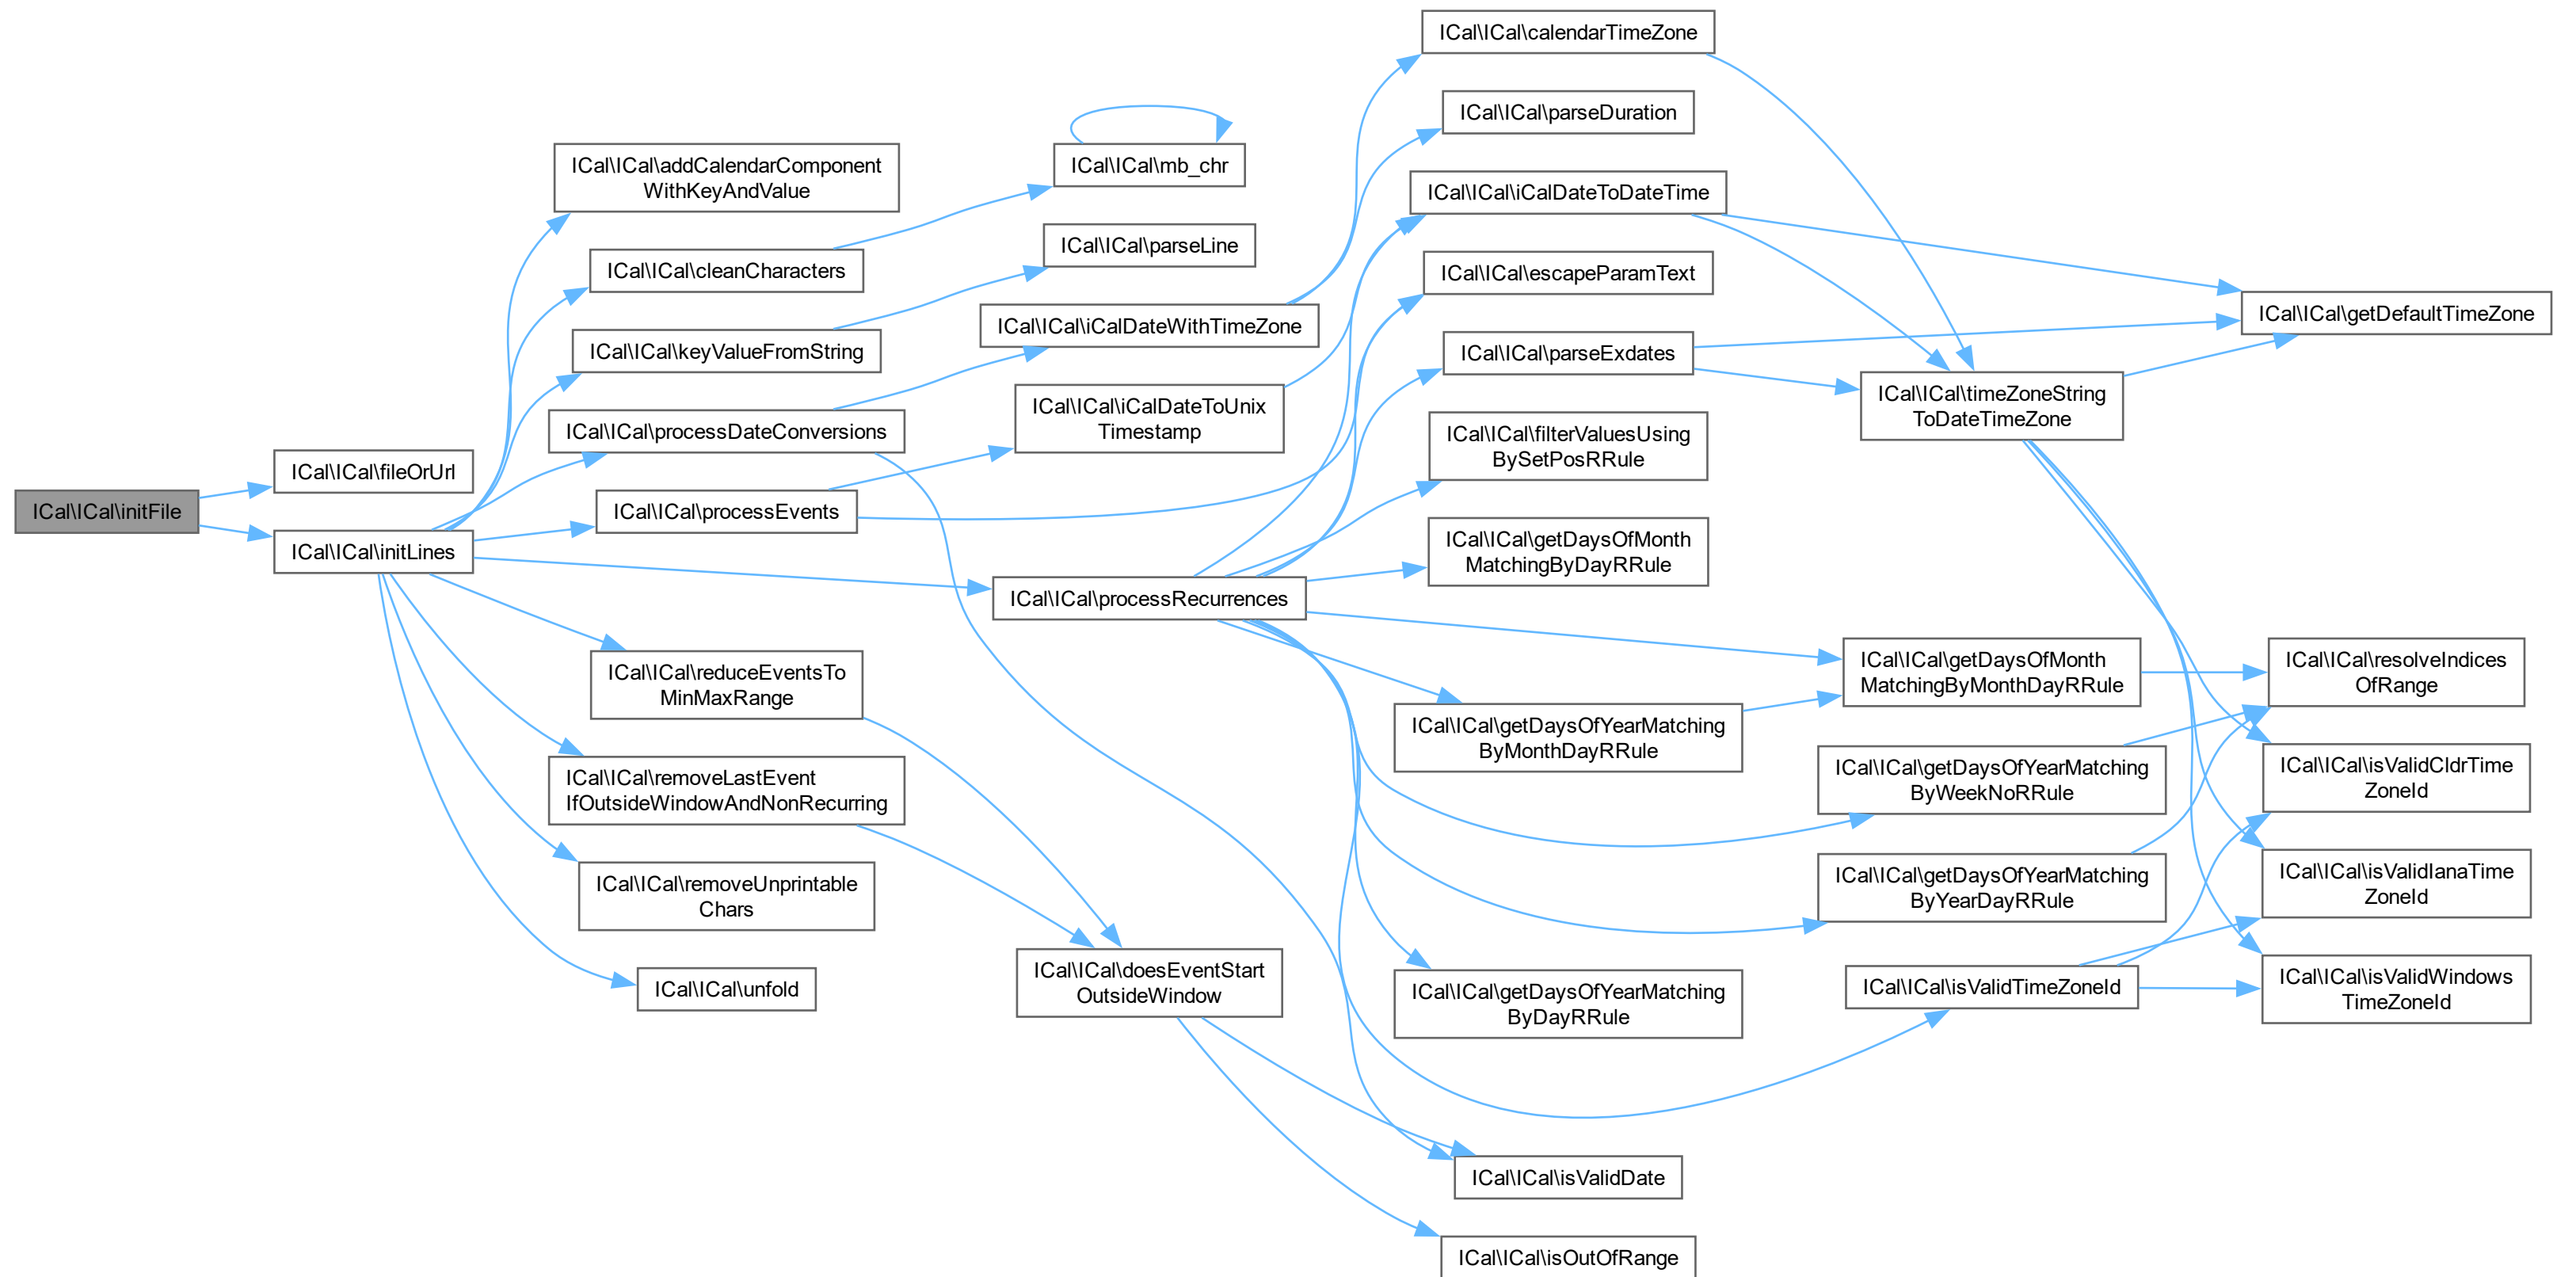 ICal\ICal\initFile
ICal\ICal\fileOrUrl
ICal\ICal\initLines
ICal\ICal\addCalendarComponent
WithKeyAndValue
ICal\ICal\cleanCharacters
ICal\ICal\keyValueFromString
ICal\ICal\processDateConversions
ICal\ICal\processEvents
ICal\ICal\reduceEventsTo
MinMaxRange
ICal\ICal\removeLastEvent
IfOutsideWindowAndNonRecurring
ICal\ICal\removeUnprintable
Chars
ICal\ICal\unfold
ICal\ICal\mb_chr
ICal\ICal\parseLine
ICal\ICal\iCalDateWithTimeZone
ICal\ICal\iCalDateToUnix
Timestamp
ICal\ICal\processRecurrences
ICal\ICal\doesEventStart
OutsideWindow
ICal\ICal\calendarTimeZone
ICal\ICal\parseDuration
ICal\ICal\iCalDateToDateTime
ICal\ICal\escapeParamText
ICal\ICal\parseExdates
ICal\ICal\filterValuesUsing
BySetPosRRule
ICal\ICal\getDaysOfMonth
MatchingByDayRRule
ICal\ICal\getDaysOfYearMatching
ByMonthDayRRule
ICal\ICal\getDaysOfYearMatching
ByDayRRule
ICal\ICal\isValidDate
ICal\ICal\isOutOfRange
ICal\ICal\timeZoneString
ToDateTimeZone
ICal\ICal\getDaysOfMonth
MatchingByMonthDayRRule
ICal\ICal\getDaysOfYearMatching
ByWeekNoRRule
ICal\ICal\getDaysOfYearMatching
ByYearDayRRule
ICal\ICal\isValidTimeZoneId
ICal\ICal\getDefaultTimeZone
ICal\ICal\resolveIndices
OfRange
ICal\ICal\isValidCldrTime
ZoneId
ICal\ICal\isValidIanaTime
ZoneId
ICal\ICal\isValidWindows
TimeZoneId